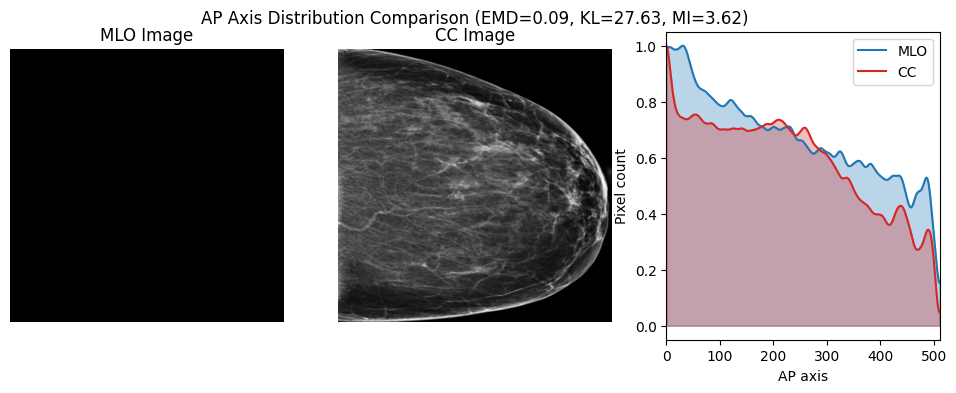 AP Axis Distribution Comparison (EMD=0.09, KL=27.63, MI=3.62)
MLO Image
CC Image
MLO
CC
Pixel count
1.0
0.8
0.6
0.4
0.2
0.0
0 100 200 300 400 500
AP axis